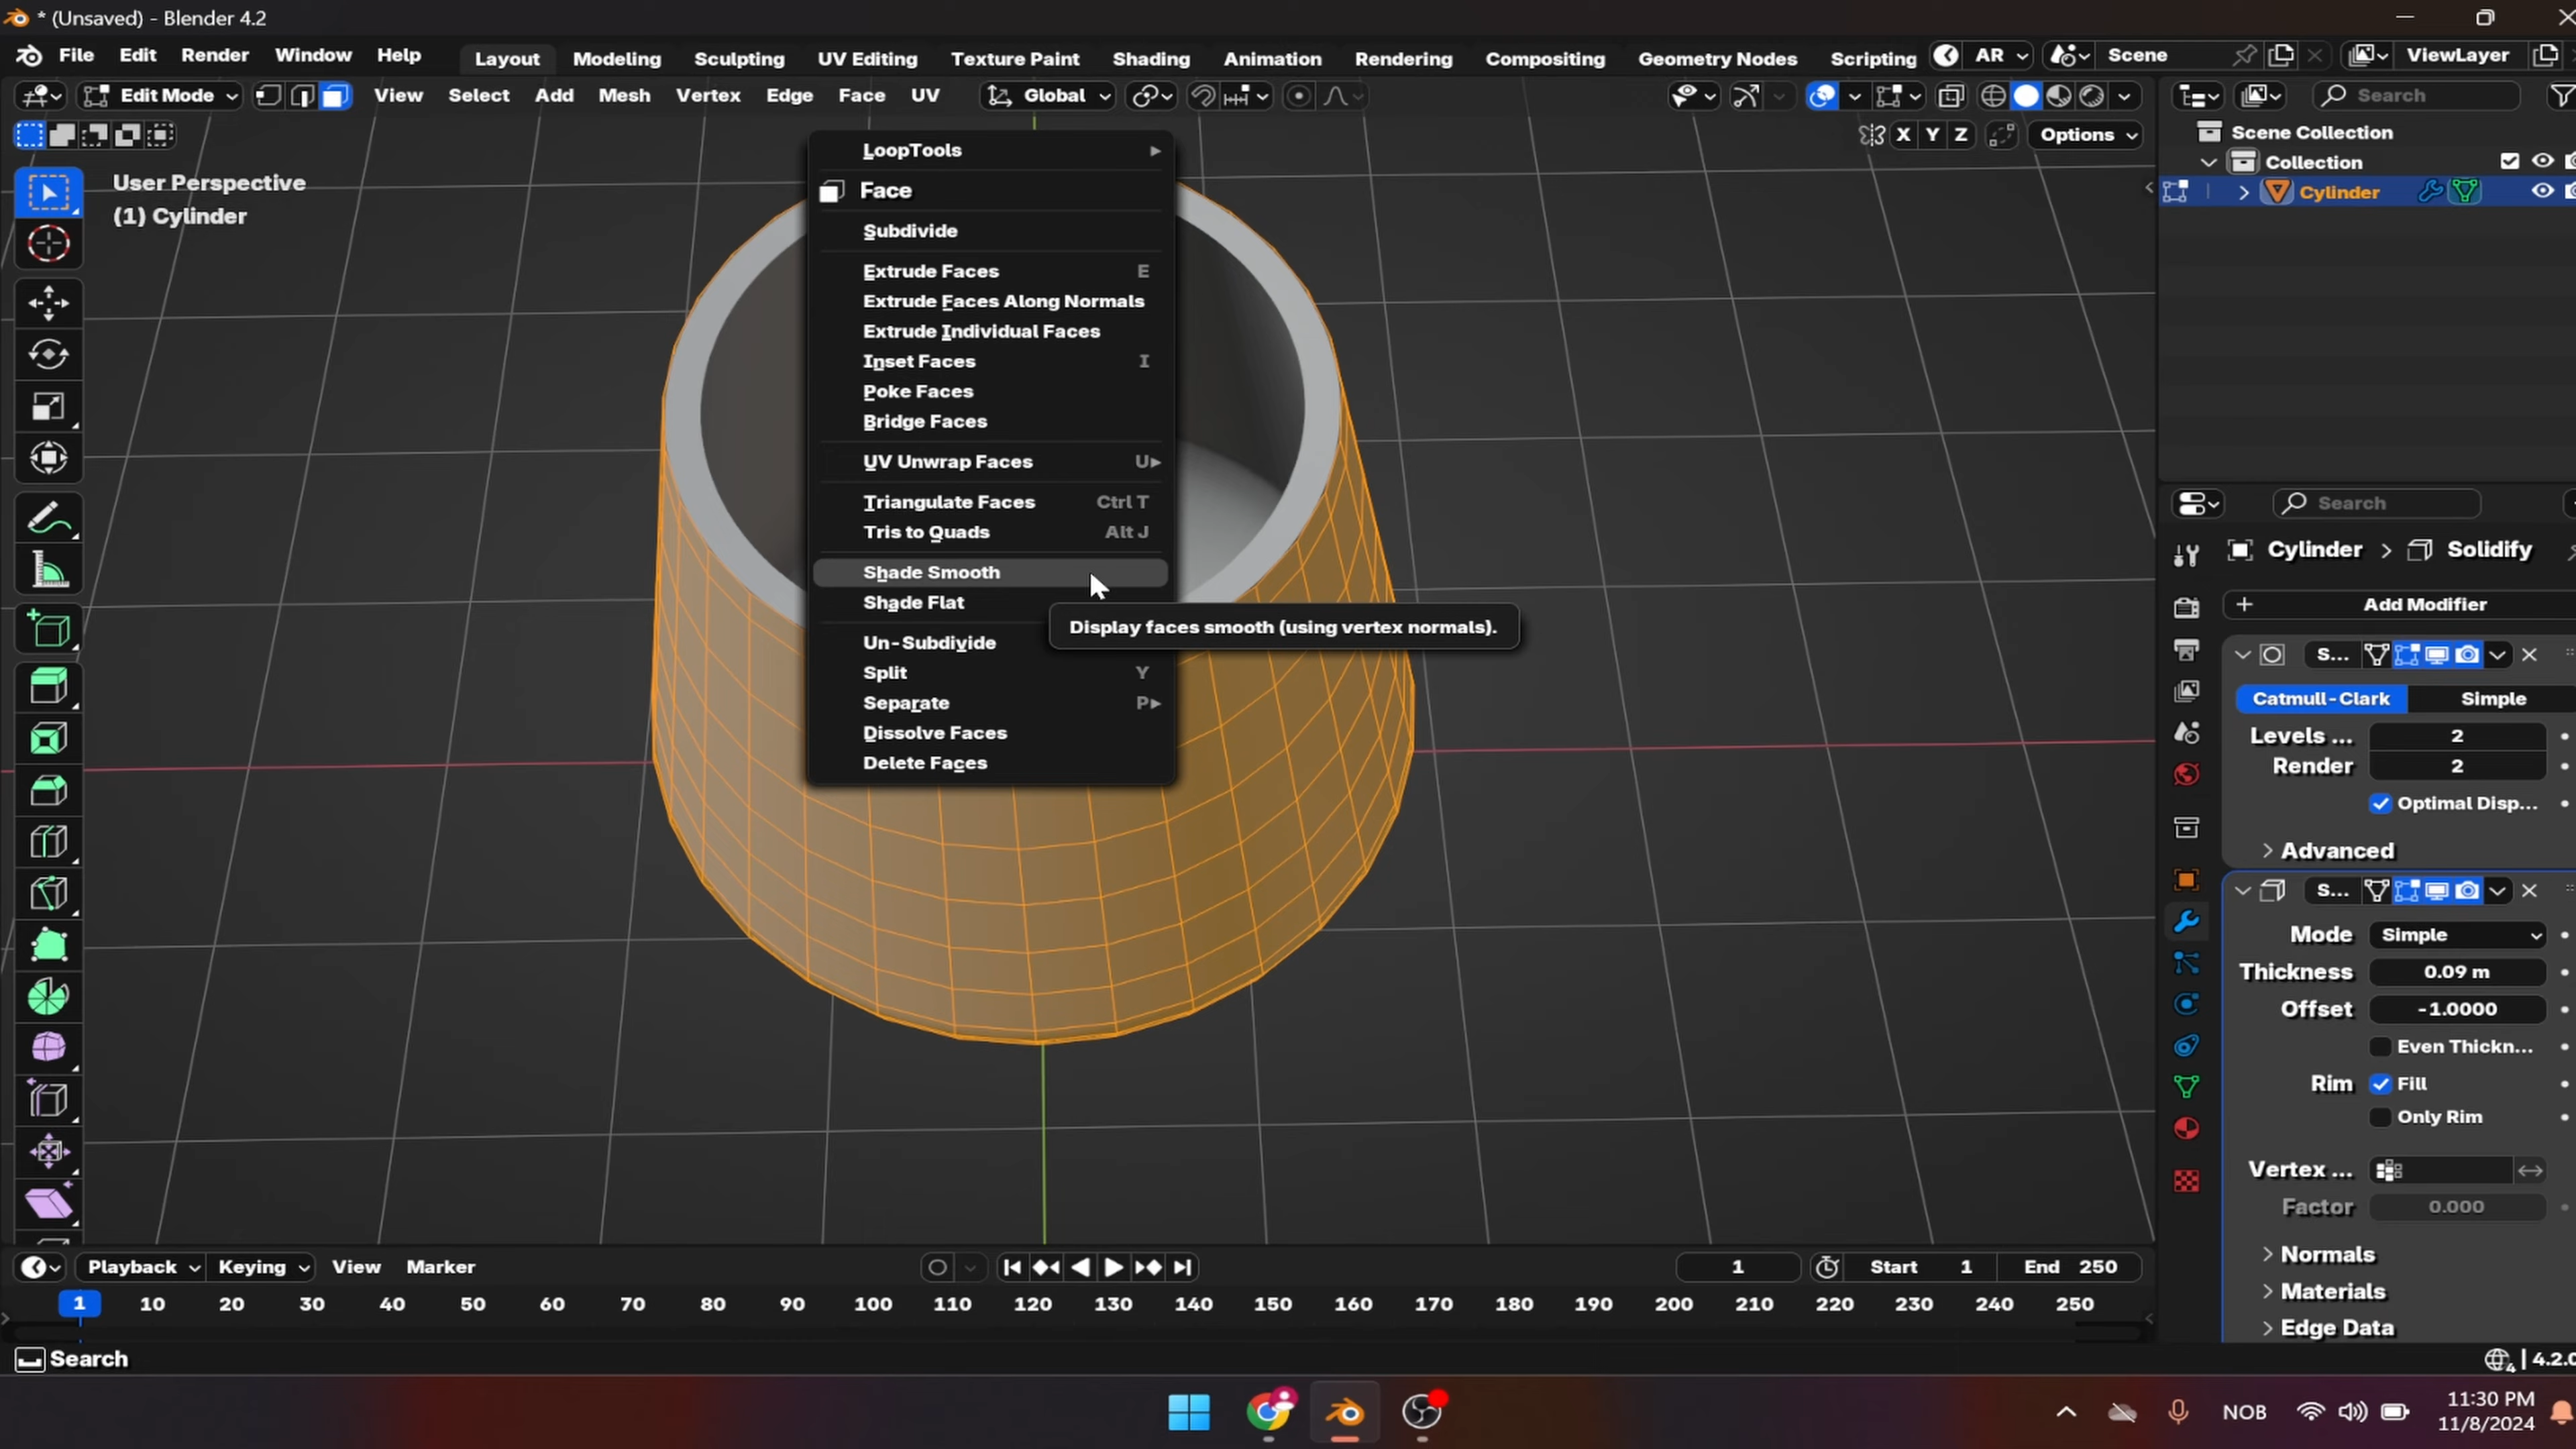 * (Unsaved) - Blender 4.2
File Edit Render Window Help Layout Modeling Sculpting UV Editing Texture Paint Shading Animation Rendering Compositing Geometry Nodes Scripting AR Scene ViewLayer
Edit Mode View Select Add Mesh Vertex Edge Face UV Global Search
X Y Z Options
Scene Collection
Collection
Cylinder
User Perspective
(1) Cylinder
LoopTools
Face
Subdivide
Extrude Faces E
Extrude Faces Along Normals
Extrude Individual Faces
Inset Faces I
Poke Faces
Bridge Faces
UV Unwrap Faces U
Triangulate Faces Ctrl T
Tris to Quads Alt J
Shade Smooth
Shade Flat
Display faces smooth (using vertex normals).
Un-Subdivide
Split Y
Separate P
Dissolve Faces
Delete Faces
Search
Cylinder > Solidify
Add Modifier
S...
Catmull-Clark Simple
Levels ... 2
Render 2
Optimal Disp...
Advanced
S...
Mode Simple
Thickness 0.09 m
Offset -1.0000
Even Thickn...
Rim Fill
Only Rim
Vertex ...
Factor 0.000
Normals
Materials
Edge Data
Playback Keying View Marker 1 Start 1 End 250
1 10 20 30 40 50 60 70 80 90 100 110 120 130 140 150 160 170 180 190 200 210 220 230 240 250
Search
4 | 4.2.0
NOB
11:30 PM
11/8/2024